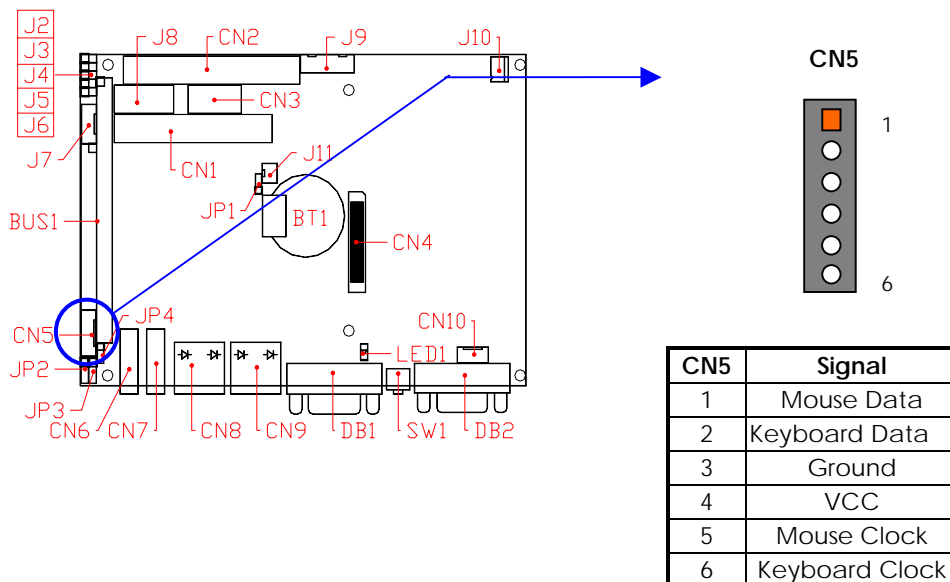 J2
J3
J4
J5
J6
J7
J8
CN2
J9
J10
CN3
CN1
J11
JP1
BT1
BUS1
CN4
CN5
JP4
JP2
JP3
CN6
CN7
CN8
CN9
DB1
LED1
SW1
CN10
DB2
CN5
1
6
CN5 Signal
1 Mouse Data
2 Keyboard Data
3 Ground
4 VCC
5 Mouse Clock
6 Keyboard Clock